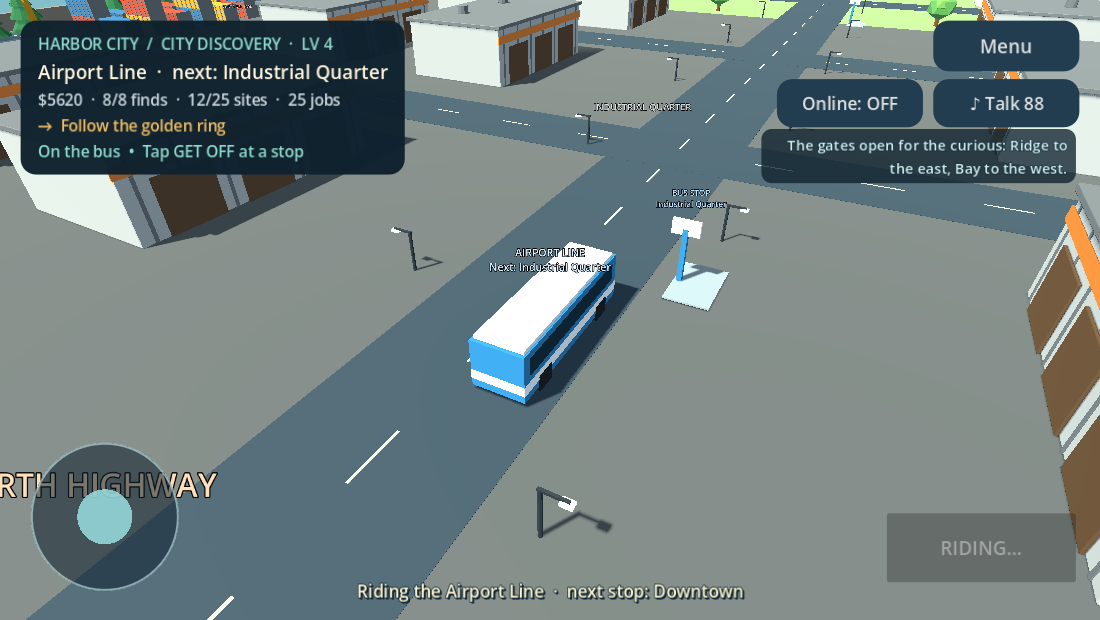 HARBOR CITY / CITY DISCOVERY · LV 4
Airport Line · next: Industrial Quarter
$5620 · 8/8 finds · 12/25 sites · 25 jobs
→ Follow the golden ring
On the bus • Tap GET OFF at a stop
Menu
Online: OFF
♪ Talk 88
The gates open for the curious: Ridge to
the east, Bay to the west.
INDUSTRIAL QUARTER
BUS STOP
Industrial Quarter
AIRPORT LINE
Next: Industrial Quarter
RTH HIGHWAY
RIDING...
Riding the Airport Line · next stop: Downtown